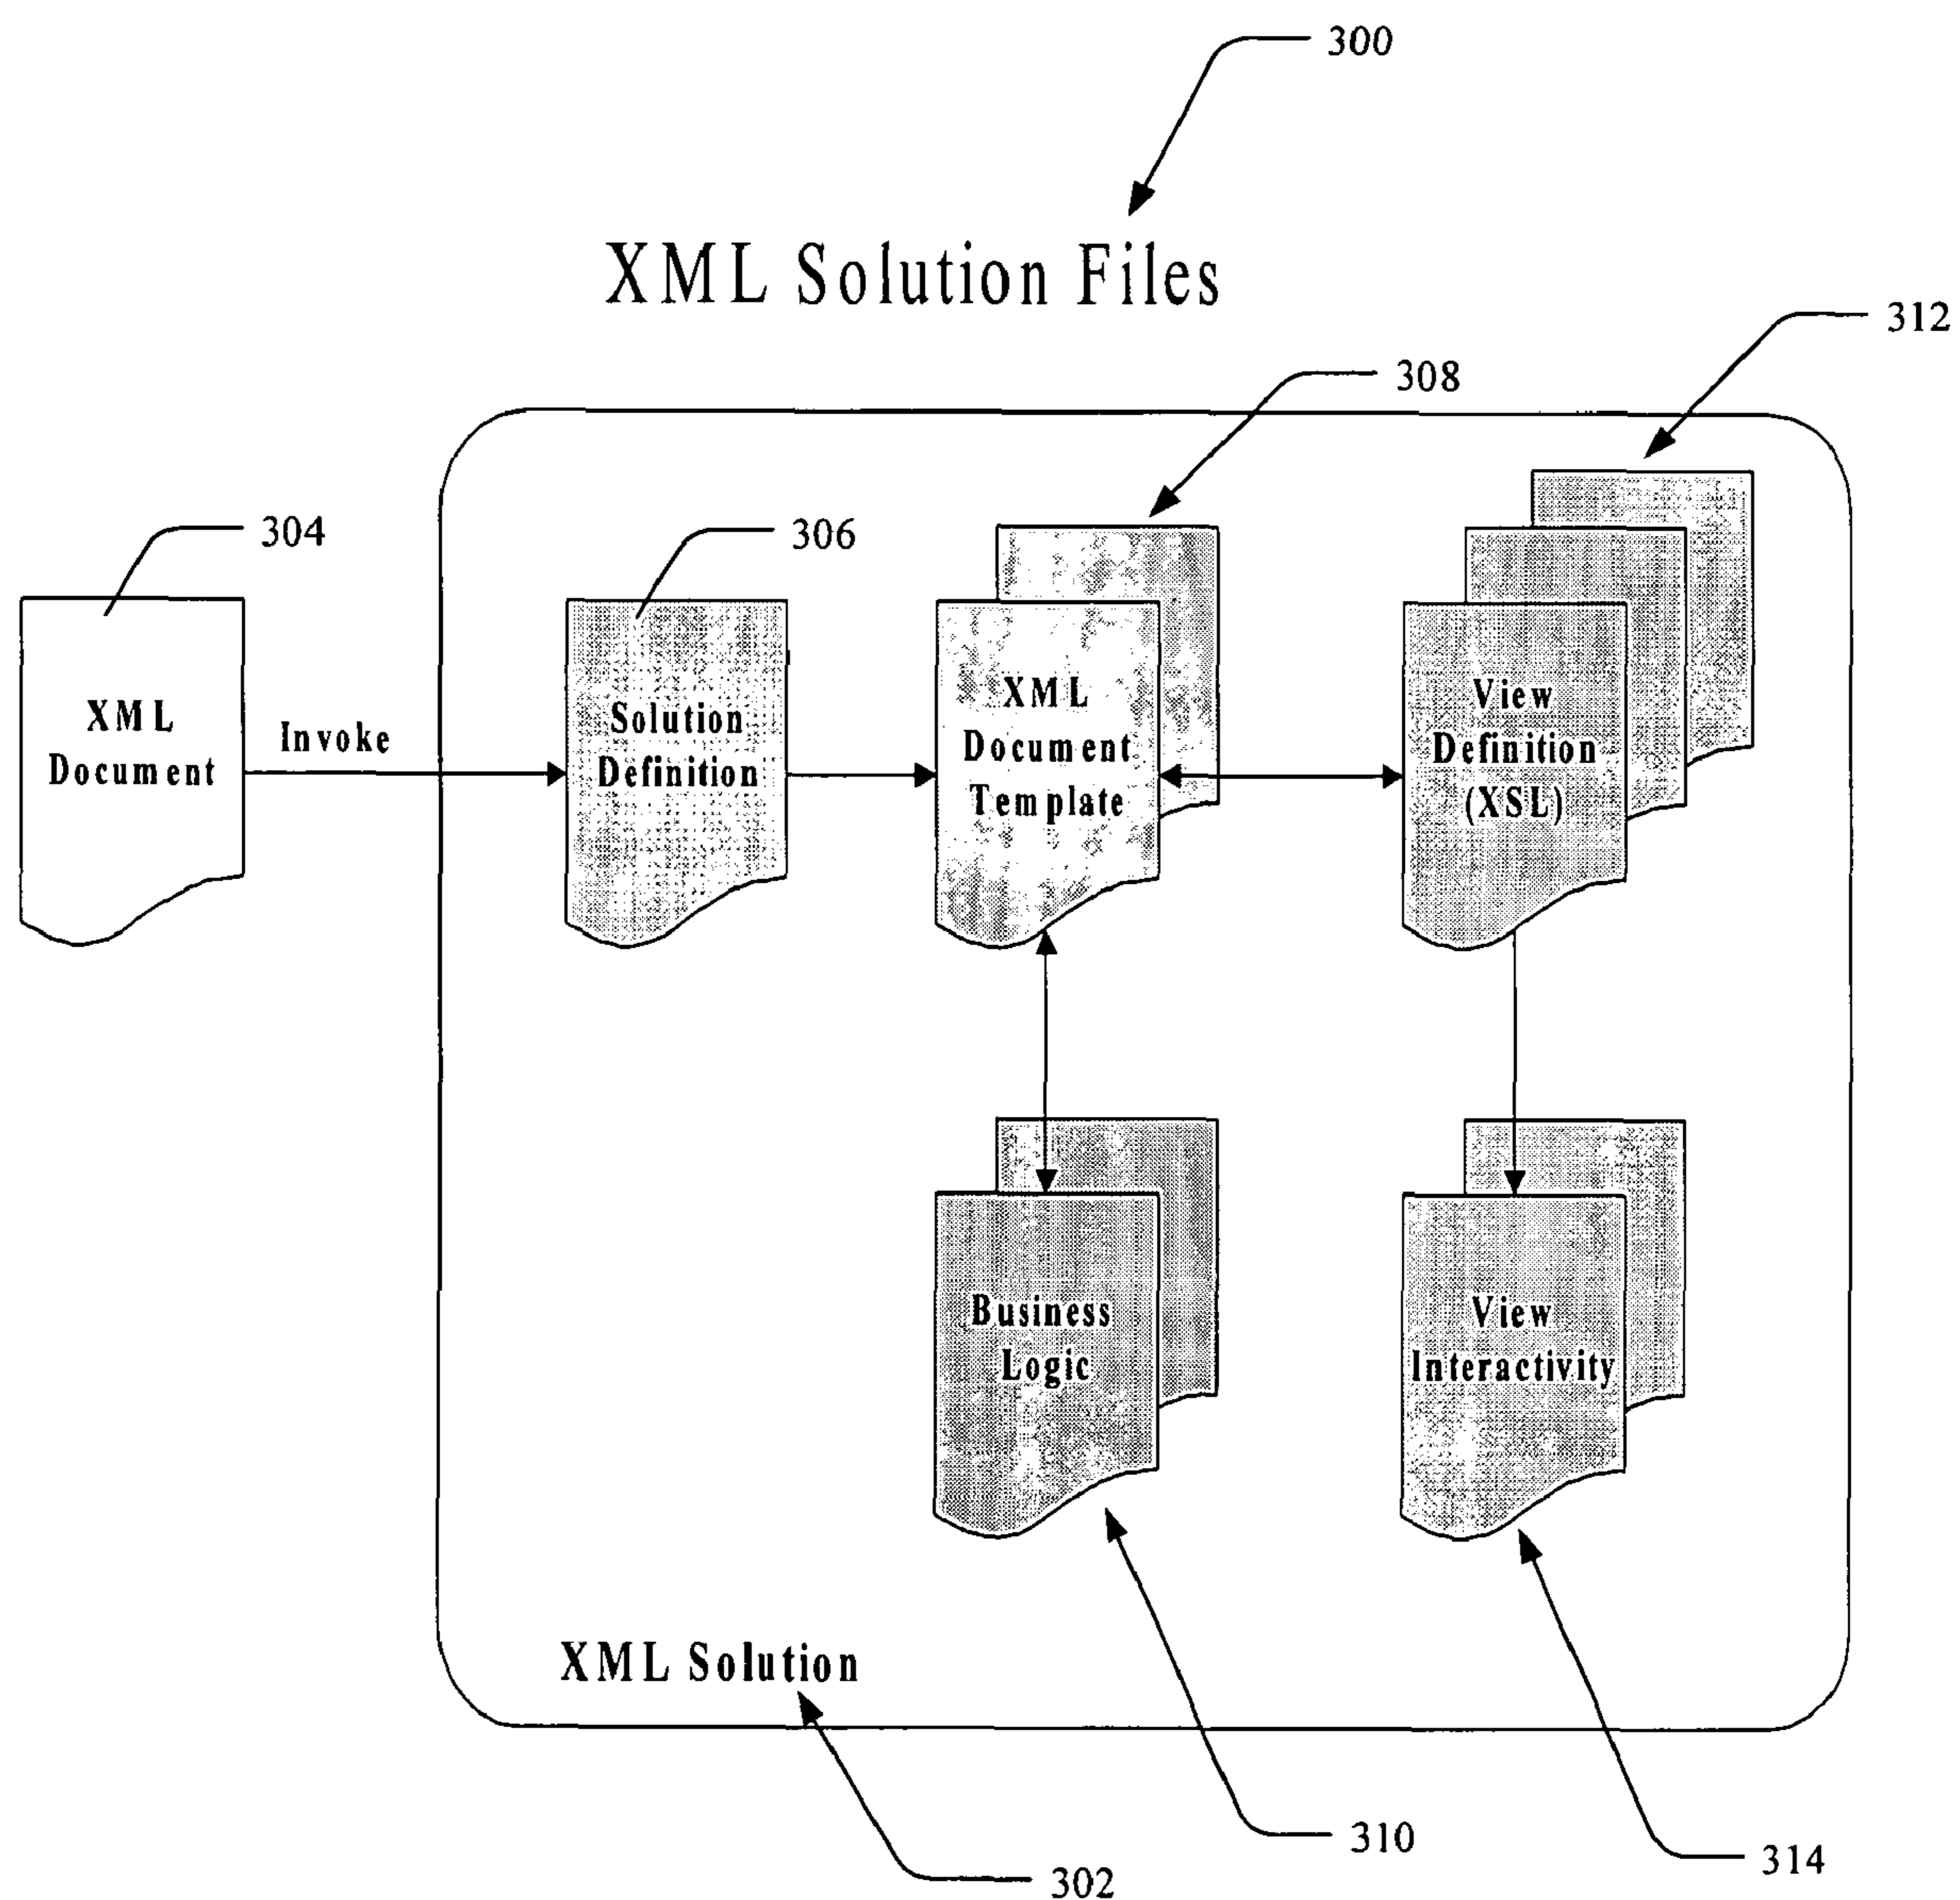 300
XML Solution Files
312
308
304
306
XML
Document
Invoke
Solution
Definition
XML
Document
Template
View
Definition
(XSL)
Business
Logic
View
Interactivity
XML Solution
310
314
302